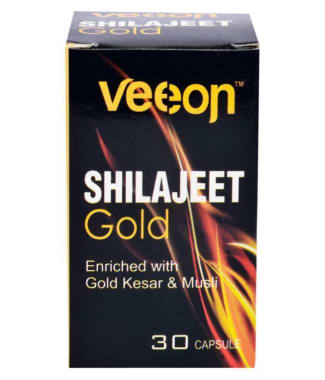 SHILAJEET
Gold
veeon™
SHILAJEET
Gold
Enriched with
Gold Kesar & Musli
30 CAPSULE